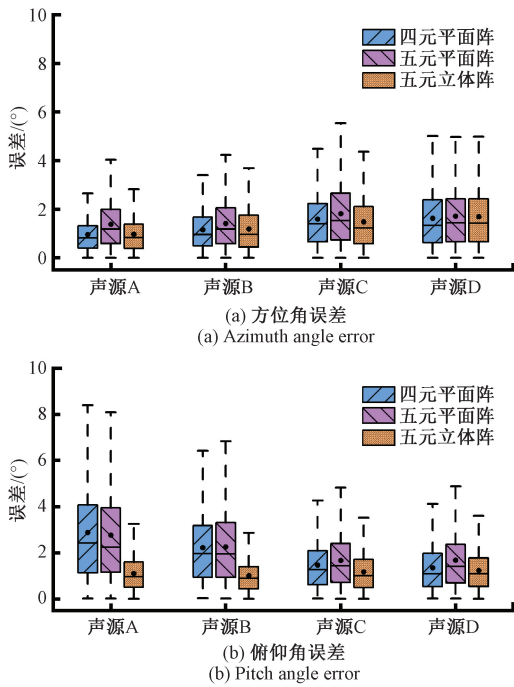 10
8
6
4
2
0
误差/(°)
四元平面阵
五元平面阵
五元立体阵
声源A 声源B 声源C 声源D
(a) 方位角误差
(a) Azimuth angle error
10
8
6
4
2
0
误差/(°)
四元平面阵
五元平面阵
五元立体阵
声源A 声源B 声源C 声源D
(b) 俯仰角误差
(b) Pitch angle error